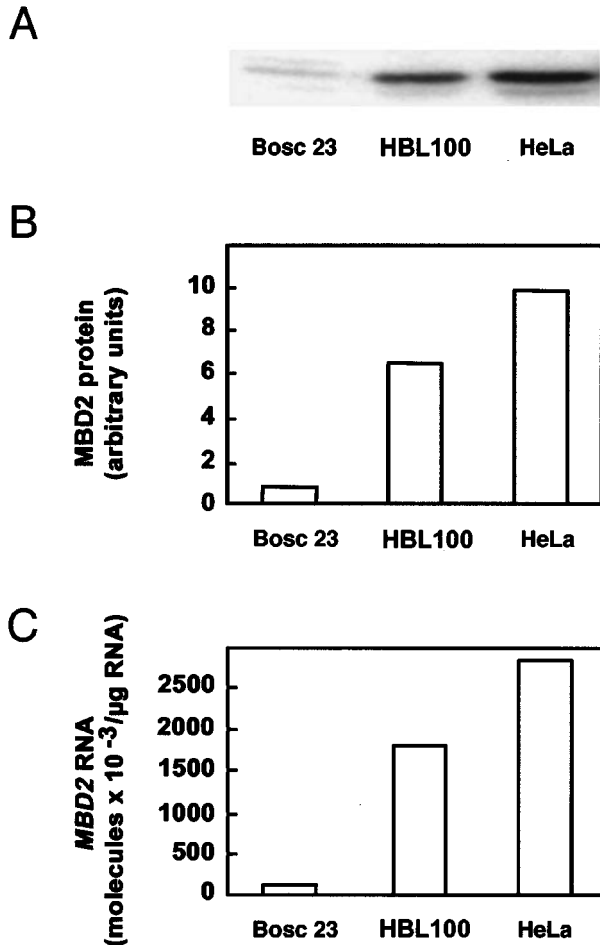 A
Bosc 23 HBL100 HeLa
B
MBD2 protein
(arbitrary units)
10
8
6
4
2
0
Bosc 23 HBL100 HeLa
C
MBD2 RNA
(molecules x 10⁻³/µg RNA)
2500
2000
1500
1000
500
0
Bosc 23 HBL100 HeLa